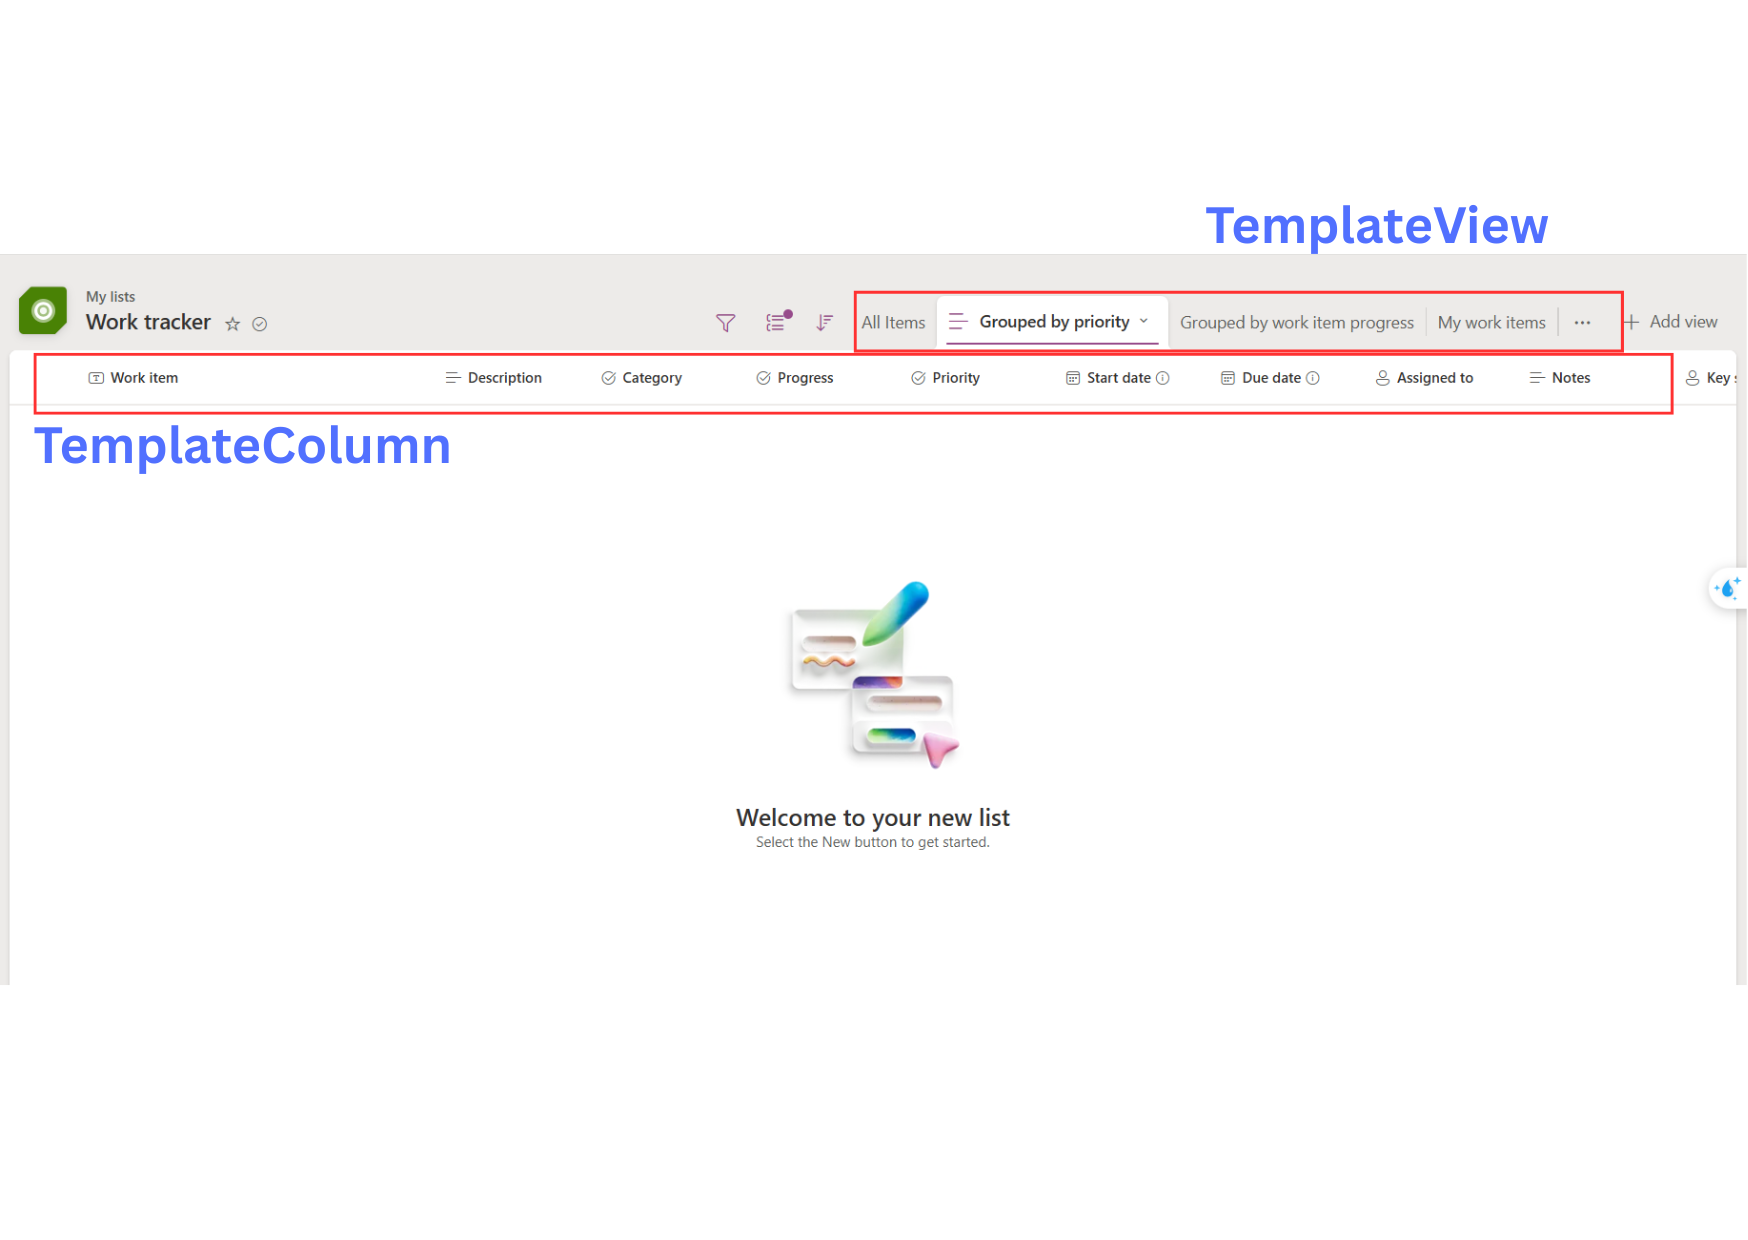 TemplateView
My lists
Work tracker
All Items
Grouped by priority
Grouped by work item progress
My work items
...
+ Add view
Work item
Description
Category
Progress
Priority
Start date
Due date
Assigned to
Notes
Key
TemplateColumn
Welcome to your new list
Select the New button to get started.